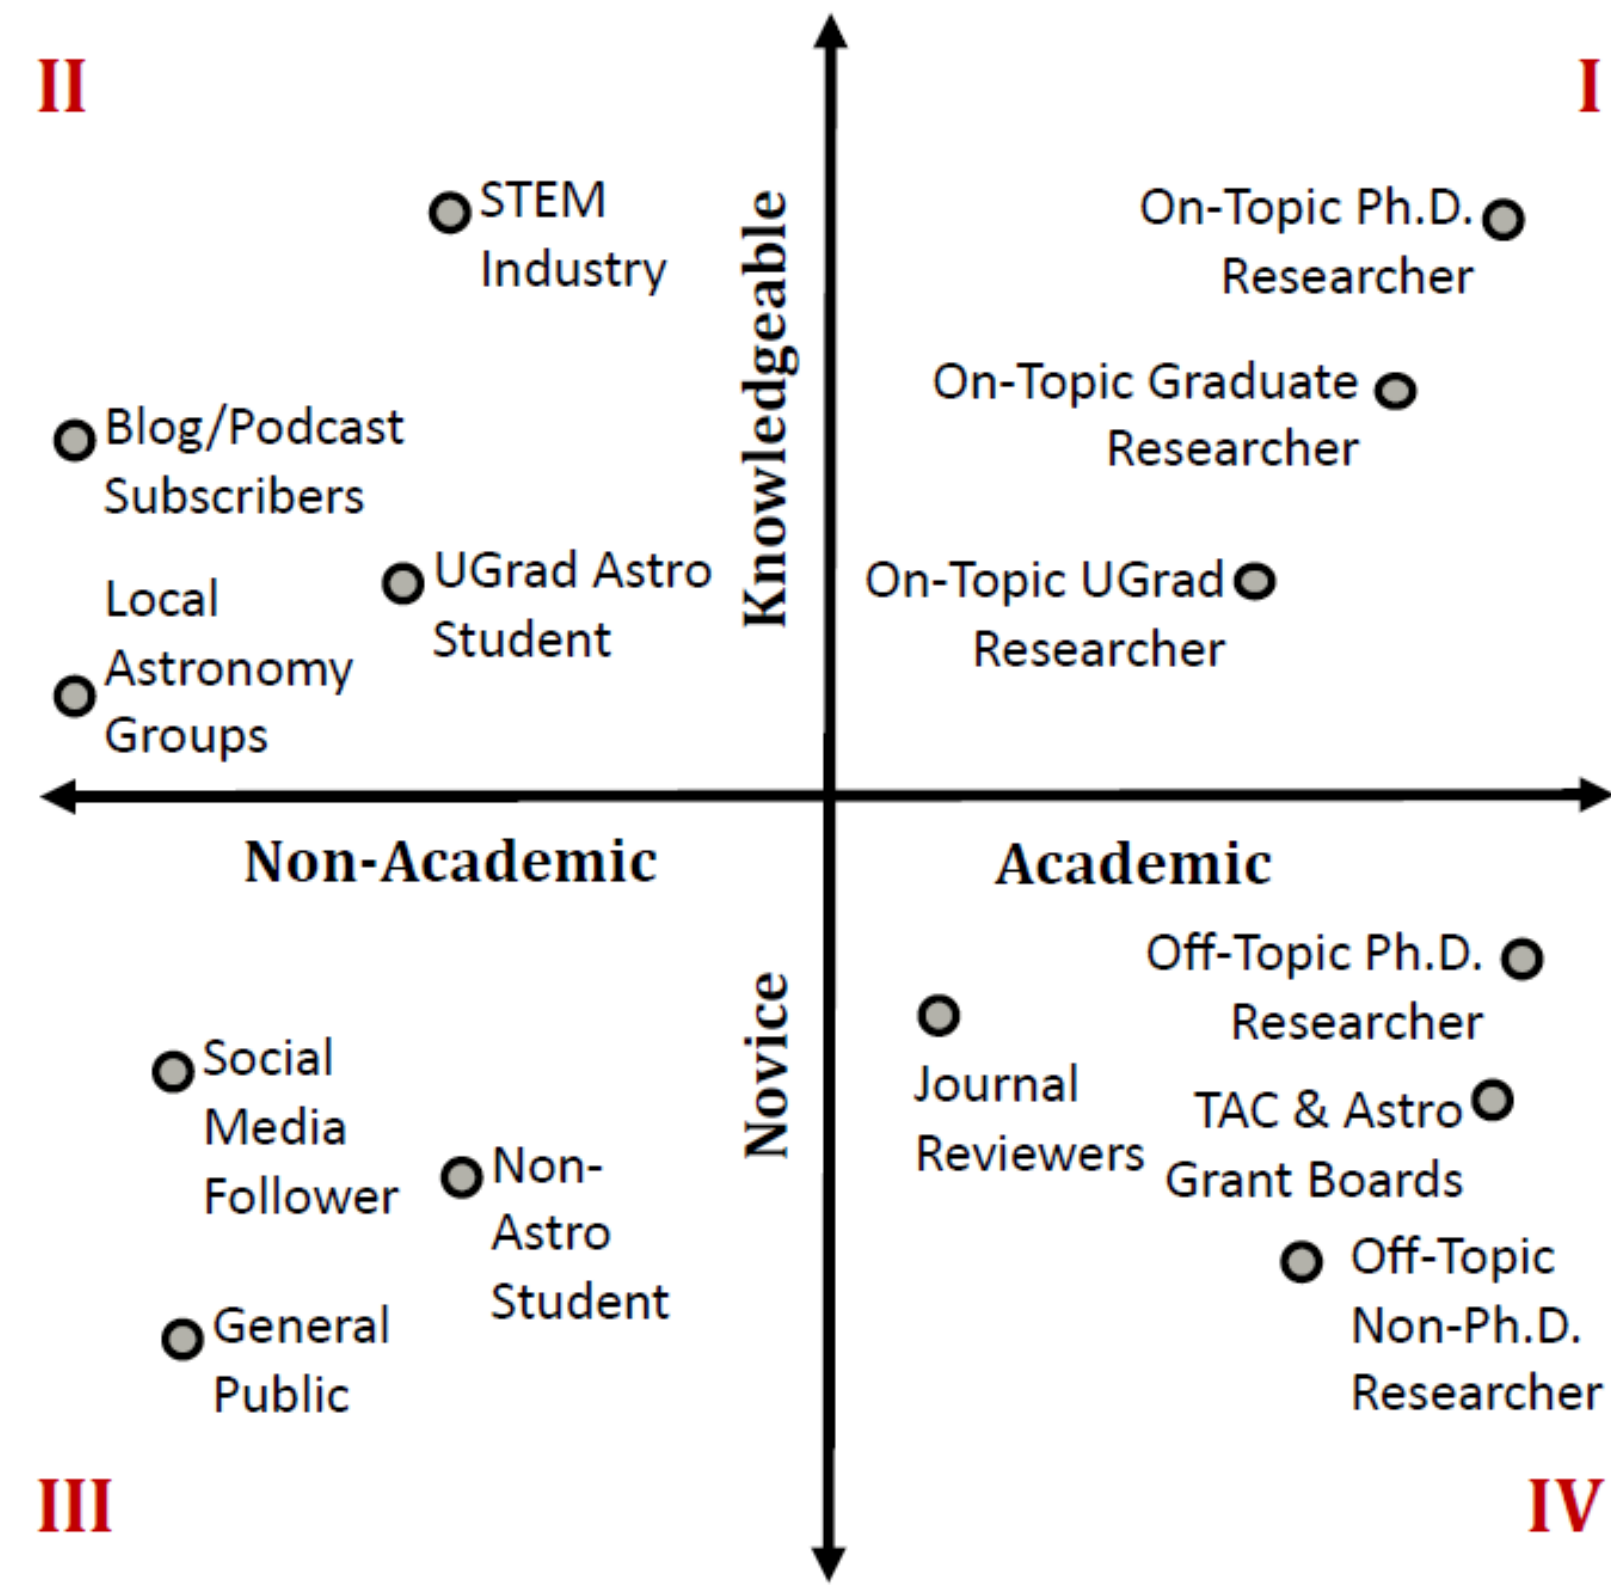 II
I
STEM
Industry
On-Topic Ph.D.
Researcher
Knowledgeable
On-Topic Graduate
Researcher
Blog/Podcast
Subscribers
UGrad Astro
Student
On-Topic UGrad
Researcher
Local
Astronomy
Groups
Non-Academic
Academic
Off-Topic Ph.D.
Researcher
Novice
Journal
Reviewers
TAC & Astro
Grant Boards
Social
Media
Follower
Non-
Astro
Student
Off-Topic
Non-Ph.D.
Researcher
General
Public
III
IV